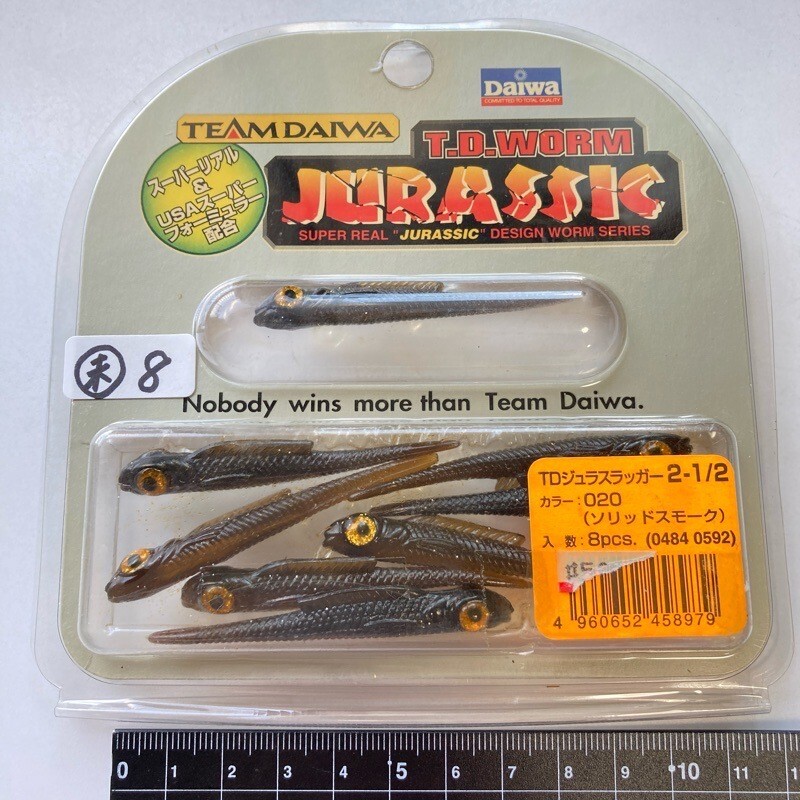 Daiwa
COMMITTED TO TOTAL QUALITY
TEAM DAIWA
T.D.WORM
JURASSIC
SUPER REAL "JURASSIC" DESIGN WORM SERIES
スーパーリアル
&
USAスーパー
フォーミュラー
配合
未 8
Nobody wins more than Team Daiwa.
TDジュラスラッガー 2-1/2
カラー:020
(ソリッドスモーク)
入 数:8pcs. (0484 0592)
4 960652 458979
0 1 2 3 4 5 6 7 8 9 10 11 12